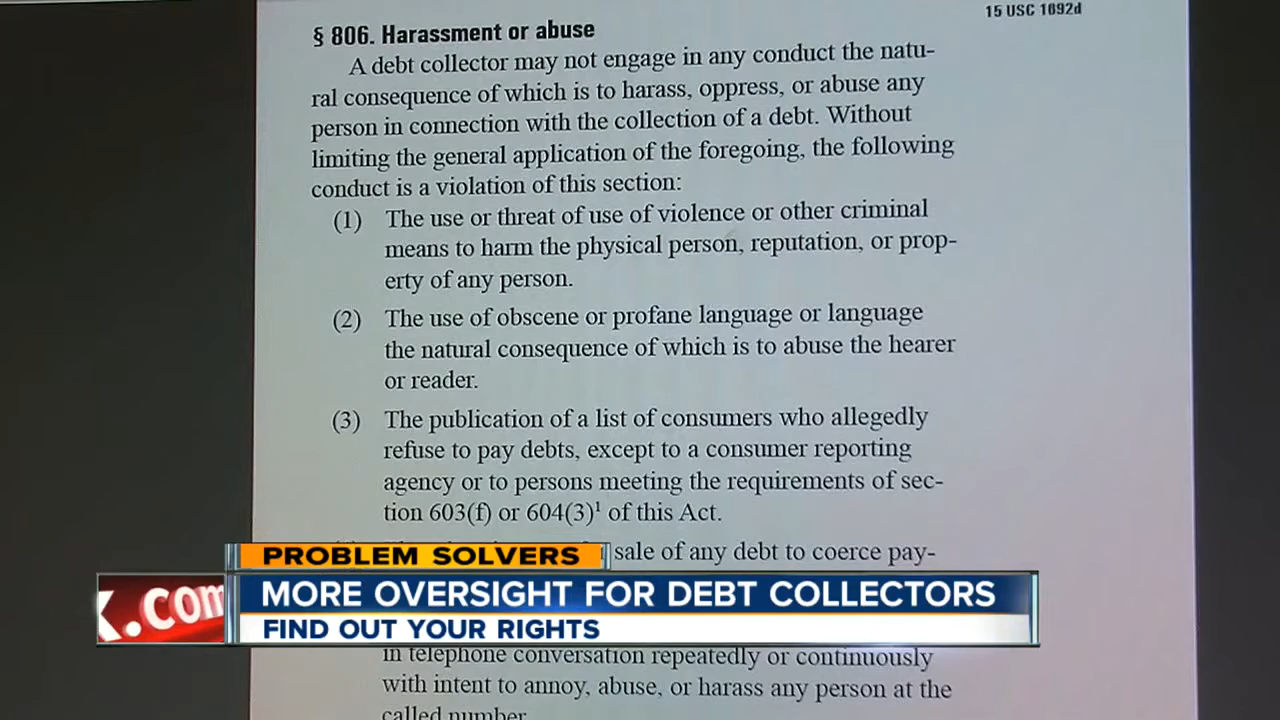 15 USC 1692d
§ 806. Harassment or abuse
A debt collector may not engage in any conduct the natu-
ral consequence of which is to harass, oppress, or abuse any
person in connection with the collection of a debt. Without
limiting the general application of the foregoing, the following
conduct is a violation of this section:
(1) The use or threat of use of violence or other criminal
means to harm the physical person, reputation, or prop-
erty of any person.
(2) The use of obscene or profane language or language
the natural consequence of which is to abuse the hearer
or reader.
(3) The publication of a list of consumers who allegedly
refuse to pay debts, except to a consumer reporting
agency or to persons meeting the requirements of sec-
tion 603(f) or 604(3)¹ of this Act.
sale of any debt to coerce pay-
PROBLEM SOLVERS
MORE OVERSIGHT FOR DEBT COLLECTORS
.com
FIND OUT YOUR RIGHTS
in telephone conversation repeatedly or continuously
with intent to annoy, abuse, or harass any person at the
called number.